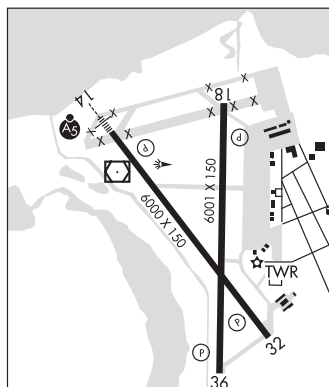 14
18
A5
P
P
6000 X 150
6001 X 150
TWR
P
P
32
36
X X X X X X X X X